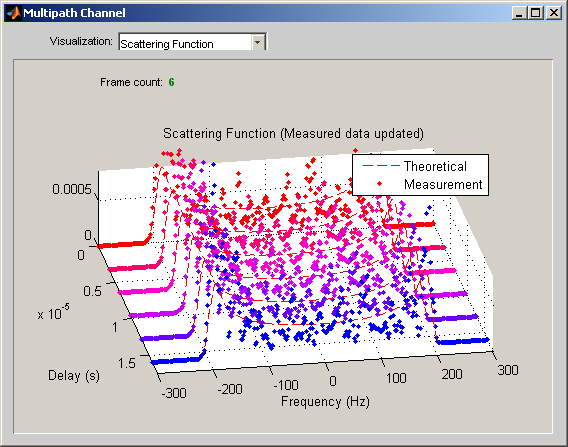 Multipath Channel
Visualization: Scattering Function
Frame count: 6
Scattering Function (Measured data updated)
Theoretical
Measurement
0.0005
0
0
0.5
x 10^-5
1
1.5
Delay (s)
-300
-200
-100
0
100
200
300
Frequency (Hz)